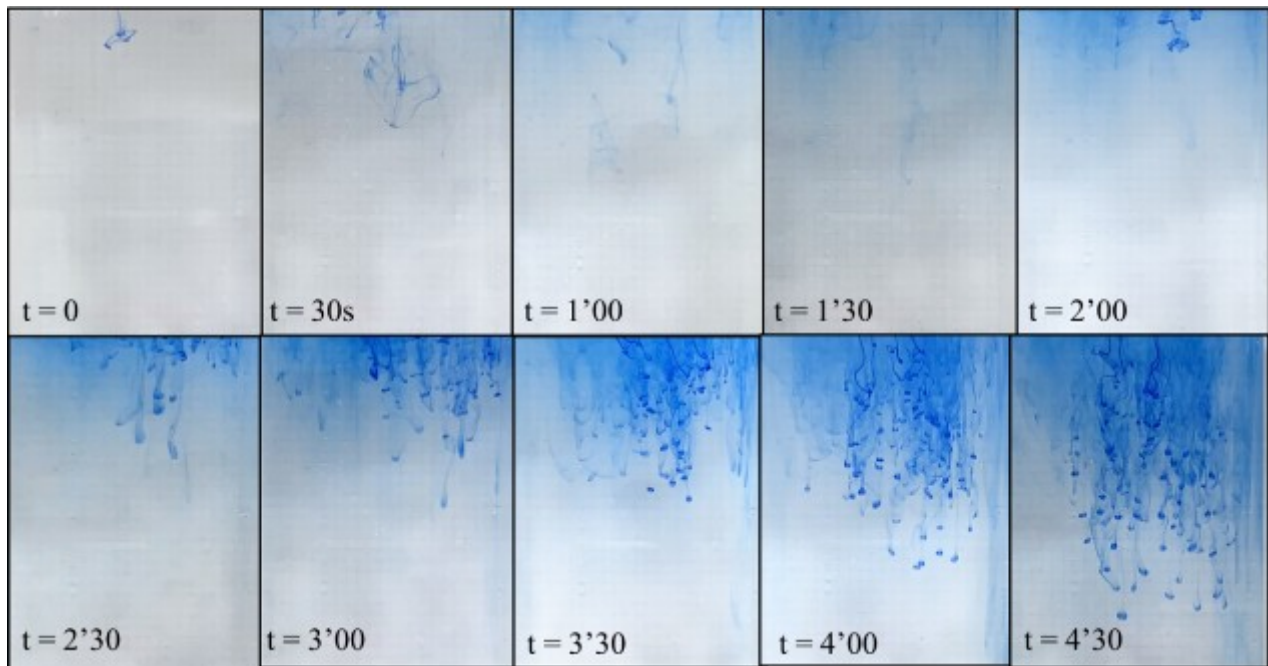 t = 0
t = 30s
t = 1’00
t = 1’30
t = 2’00
t = 2’30
t = 3’00
t = 3’30
t = 4’00
t = 4’30